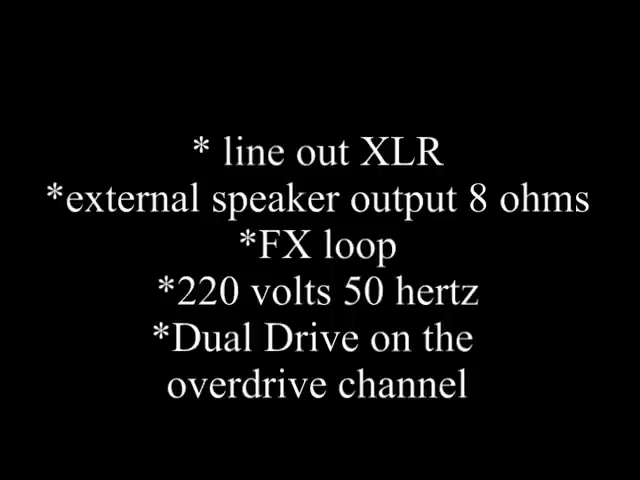 * line out XLR
*external speaker output 8 ohms
*FX loop
*220 volts 50 hertz
*Dual Drive on the
overdrive channel